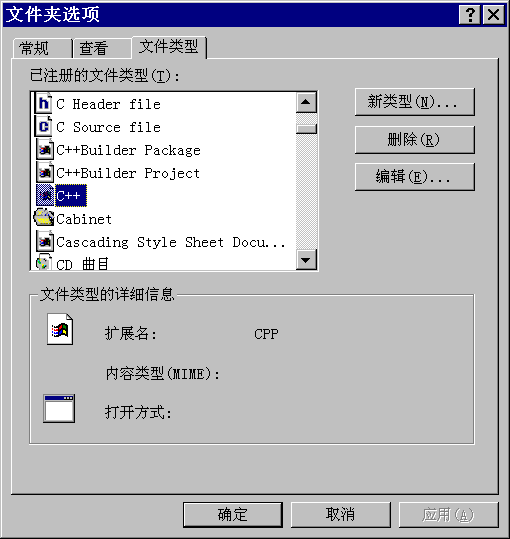 文件夹选项
常规 查看 文件类型
已注册的文件类型(T):
C Header file
C Source file
C++Builder Package
C++Builder Project
C++
Cabinet
Cascading Style Sheet Docu...
CD 曲目
新类型(N)...
删除(R)
编辑(E)...
文件类型的详细信息
扩展名: CPP
内容类型(MIME):
打开方式:
确定 取消 应用(A)